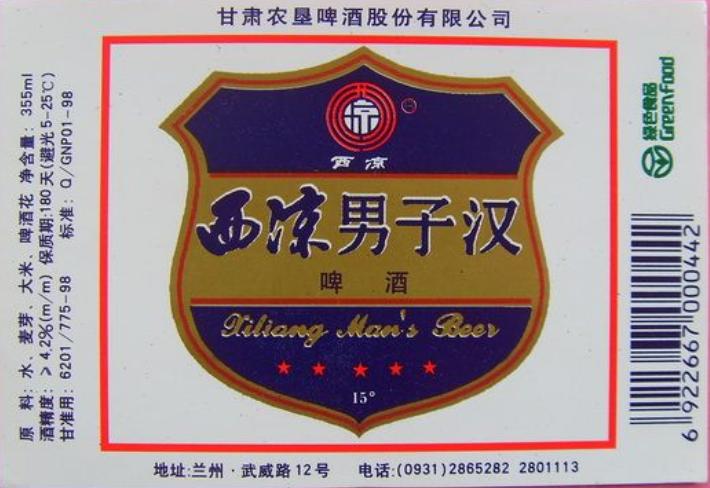 甘肃农垦啤酒股份有限公司
原 料: 水、麦芽、大米、啤酒花 净含量: 355ml
酒精度: ≥4.2%(m/m) 保质期:180天(避光5-25℃)
甘准用: 6201/775-98 标准: Q/GNP01-98
凉
R
西凉
西凉男子汉
啤酒
Xiliang Man's Beer
15°
绿色食品
GreenFood
6 922667 000442
地址:兰州·武威路12号 电话:(0931)2865282 2801113